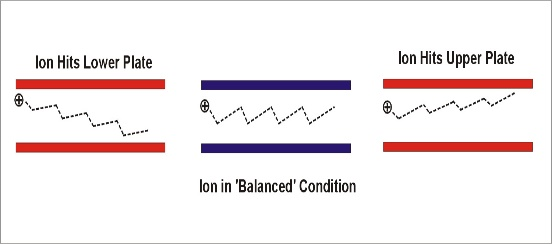 Ion Hits Lower Plate
Ion Hits Upper Plate
Ion in 'Balanced' Condition